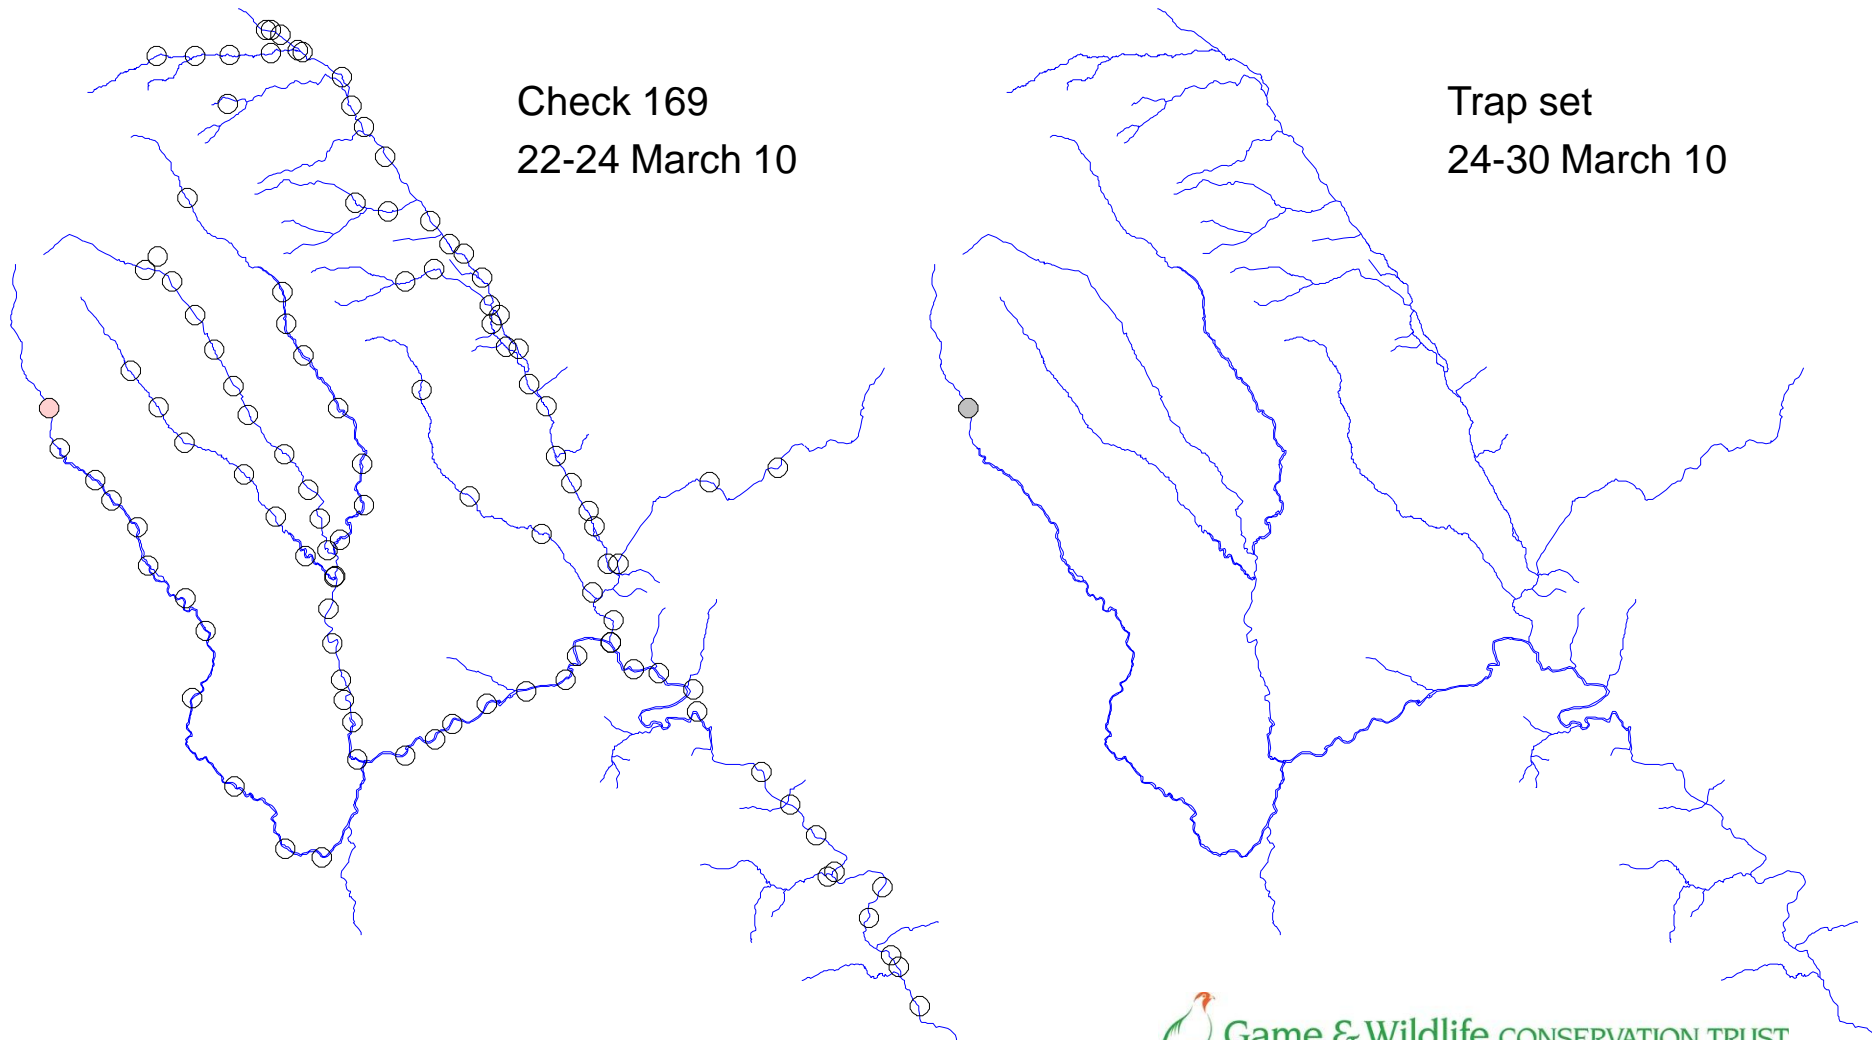 Check 169
22-24 March 10
Trap set
24-30 March 10
Game & Wildlife CONSERVATION TRUST